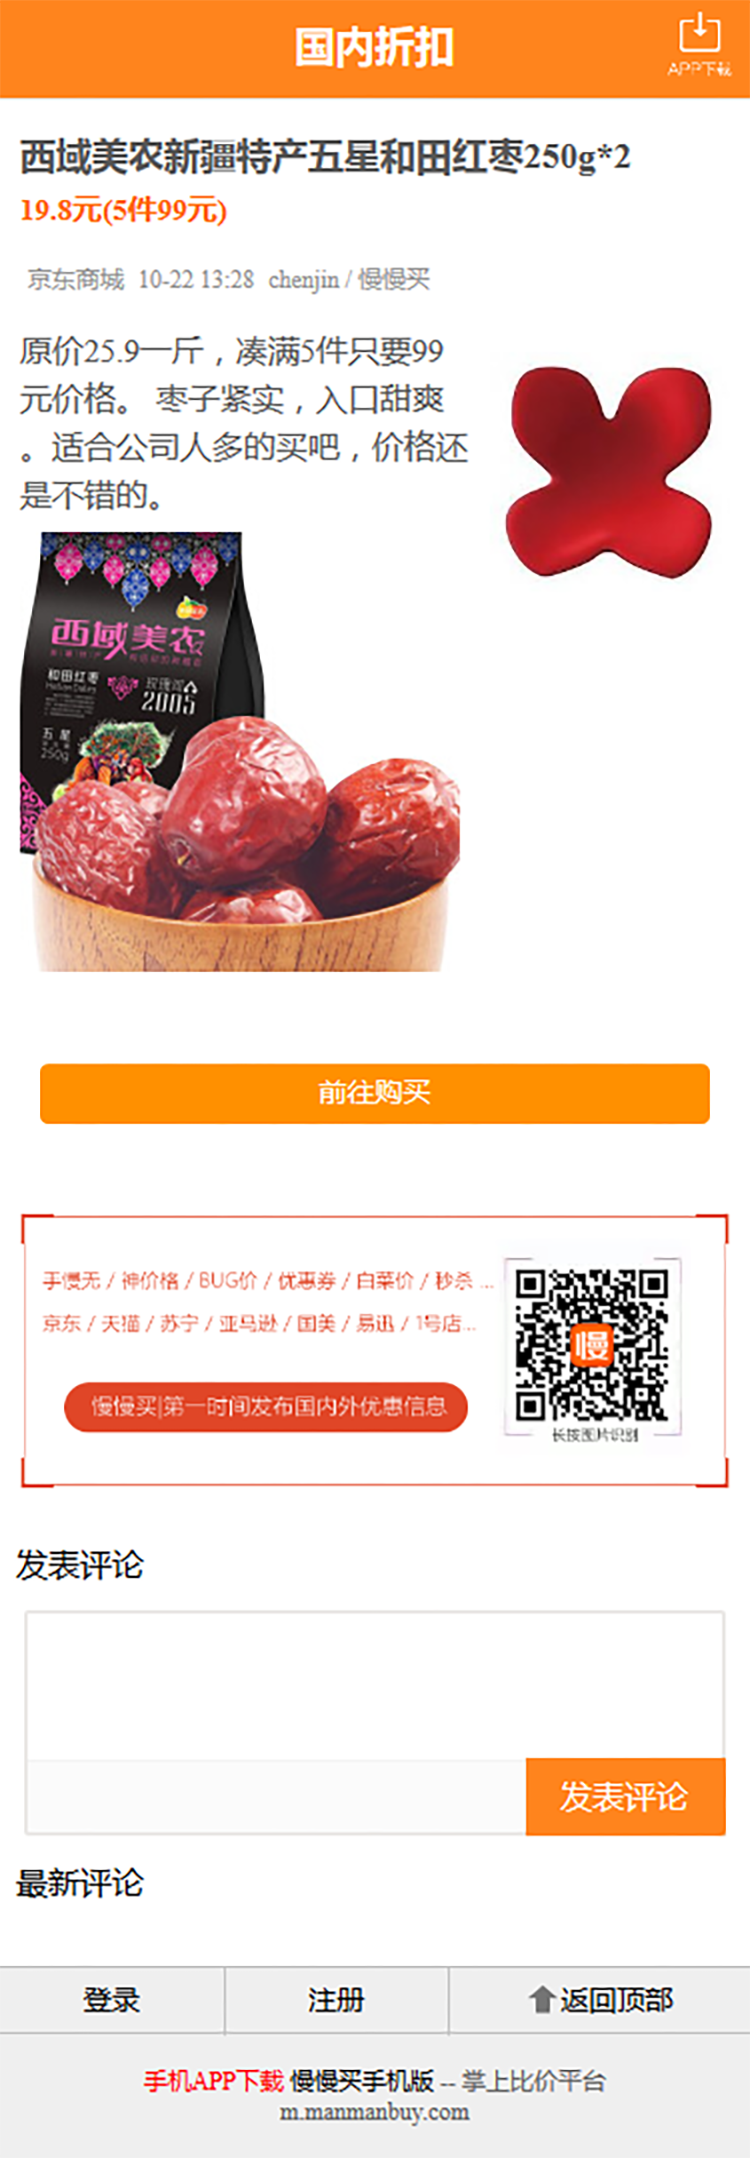 国内折扣
APP下载
西域美农新疆特产五星和田红枣250g*2
19.8元(5件99元)
京东商城 10-22 13:28 chenjin / 慢慢买
原价25.9一斤，凑满5件只要99
元价格。 枣子紧实，入口甜爽
。适合公司人多的买吧，价格还
是不错的。
西域美农
和田红枣
2005
五星
250g
前往购买
手慢无 / 神价格 / BUG价 / 优惠券 / 白菜价 / 秒杀 ...
京东 / 天猫 / 苏宁 / 亚马逊 / 国美 / 易迅 / 1号店...
慢
慢慢买|第一时间发布国内外优惠信息
长按图片识别
发表评论
发表评论
最新评论
登录
注册
返回顶部
手机APP下载 慢慢买手机版 -- 掌上比价平台
m.manmanbuy.com